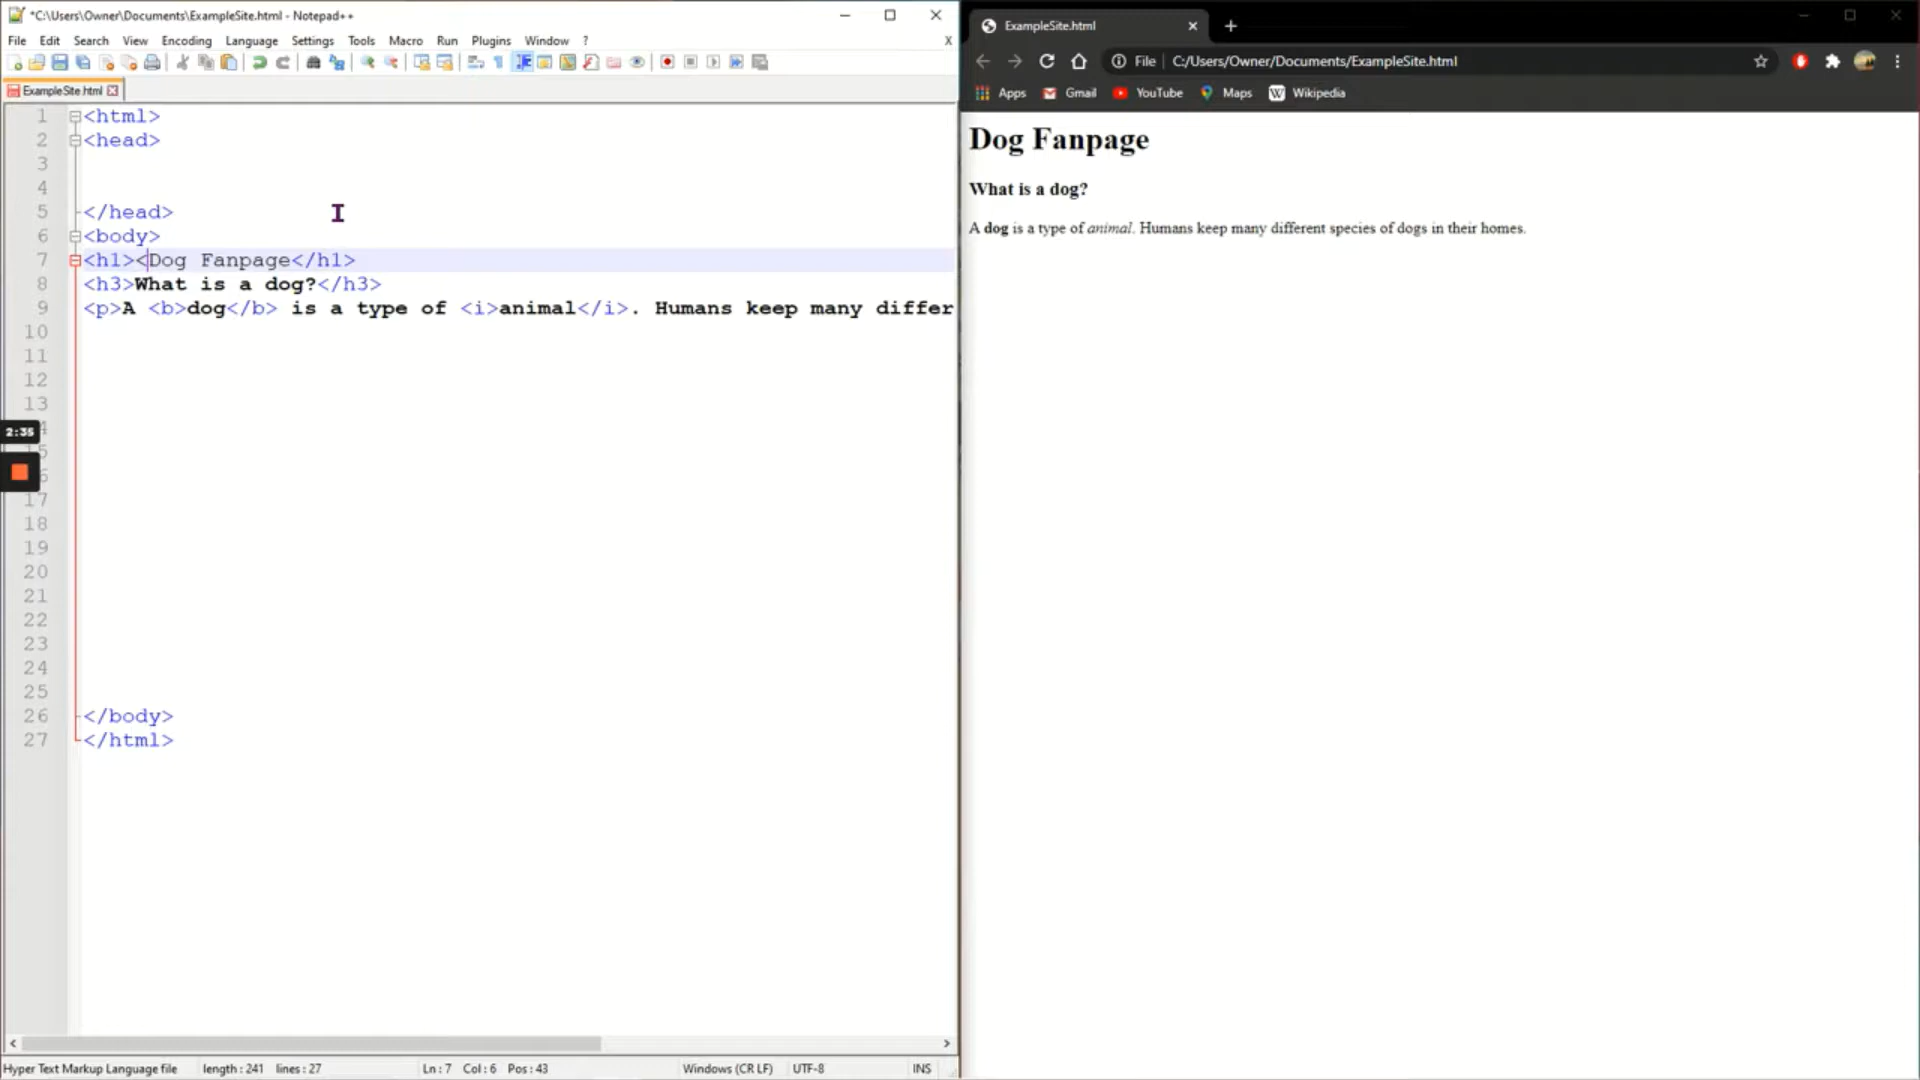 *C:\Users\Owner\Documents\ExampleSite.html - Notepad++
File Edit Search View Encoding Language Settings Tools Macro Run Plugins Window ? X
ExampleSite.html
1 <html>
2 <head>
3
4
5 </head>
6 <body>
7 <h1><Dog Fanpage</h1>
8 <h3>What is a dog?</h3>
9 <p>A <b>dog</b> is a type of <i>animal</i>. Humans keep many differ
10
11
12
13
2:35 4
5
6
17
18
19
20
21
22
23
24
25
26 </body>
27 </html>
Hyper Text Markup Language file length : 241 lines : 27 Ln : 7 Col : 6 Pos : 43 Windows (CR LF) UTF-8 INS
ExampleSite.html
File C:/Users/Owner/Documents/ExampleSite.html
Apps Gmail YouTube Maps W Wikipedia
Dog Fanpage
What is a dog?
A dog is a type of animal. Humans keep many different species of dogs in their homes.